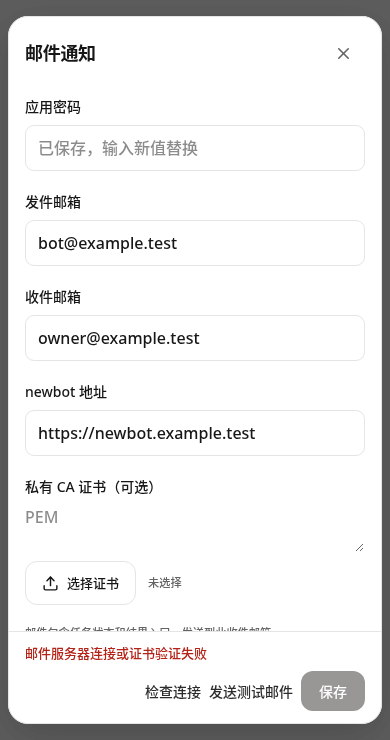 邮件通知
应用密码
已保存，输入新值替换
发件邮箱
bot@example.test
收件邮箱
owner@example.test
newbot 地址
https://newbot.example.test
私有 CA 证书（可选）
PEM
选择证书
未选择
邮件服务器连接或证书验证失败
检查连接
发送测试邮件
保存